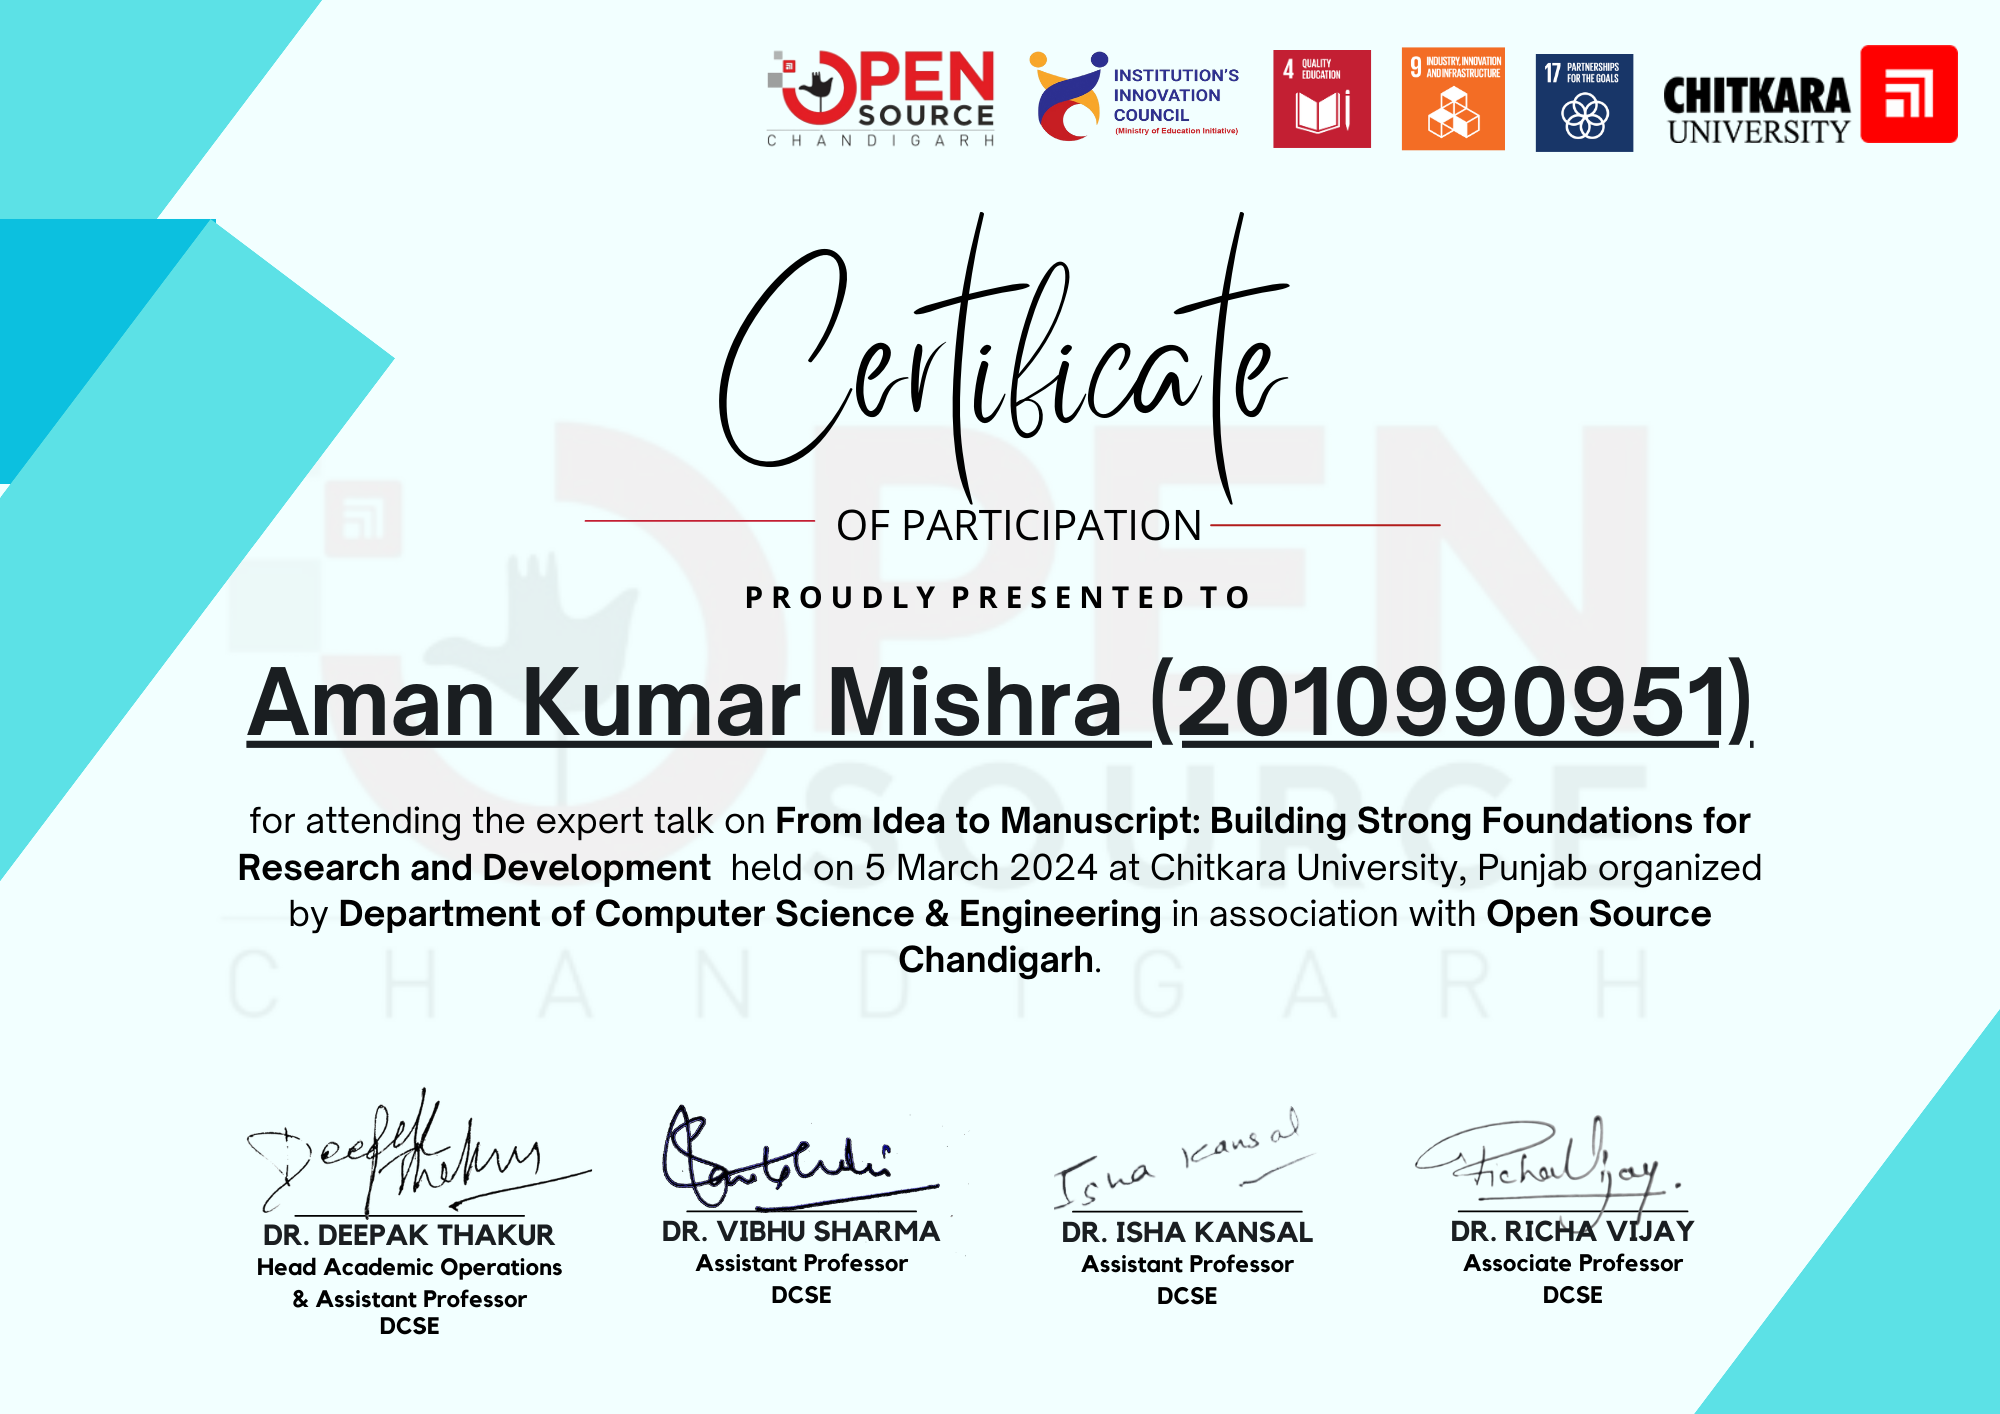 OPEN
SOURCE
CHANDIGARH
INSTITUTION'S
INNOVATION
COUNCIL
(Ministry of Education Initiative)
4 QUALITY
EDUCATION
9 INDUSTRY, INNOVATION
AND INFRASTRUCTURE
17 PARTNERSHIPS
FOR THE GOALS
CHITKARA
UNIVERSITY
Certificate
OF PARTICIPATION
PROUDLY PRESENTED TO
Aman Kumar Mishra (2010990951)
for attending the expert talk on From Idea to Manuscript: Building Strong Foundations for
Research and Development held on 5 March 2024 at Chitkara University, Punjab organized
by Department of Computer Science & Engineering in association with Open Source
Chandigarh.
OPEN
SOURCE
CHANDIGARH
Deepak
Thakur
Isha Kansal
Richa Vijay.
DR. DEEPAK THAKUR
Head Academic Operations
& Assistant Professor
DCSE
DR. VIBHU SHARMA
Assistant Professor
DCSE
DR. ISHA KANSAL
Assistant Professor
DCSE
DR. RICHA VIJAY
Associate Professor
DCSE